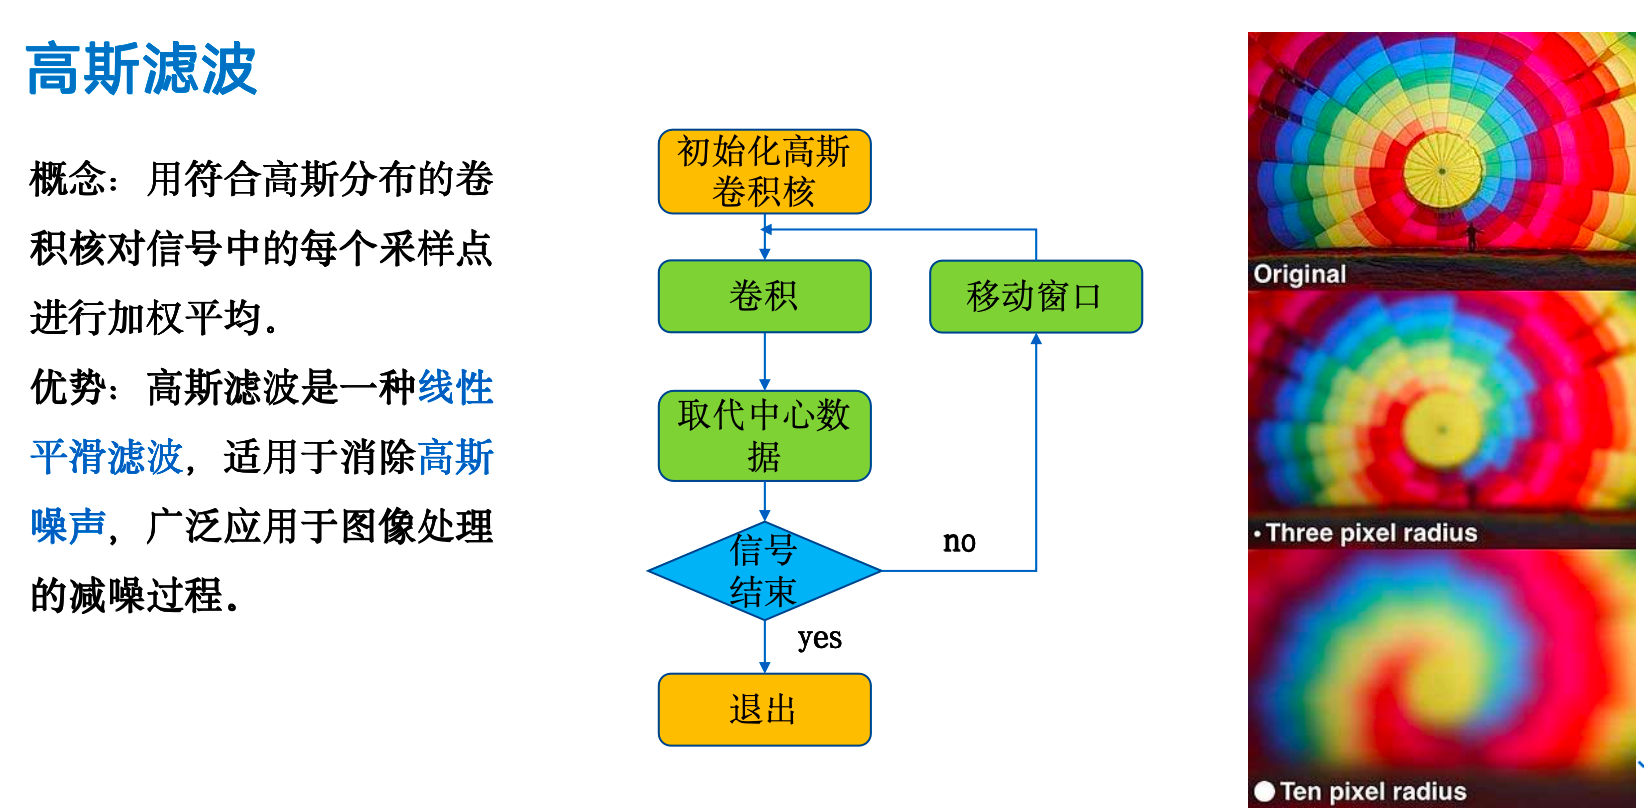 高斯滤波
概念：用符合高斯分布的卷
积核对信号中的每个采样点
进行加权平均。
优势：高斯滤波是一种线性
平滑滤波，适用于消除高斯
噪声，广泛应用于图像处理
的减噪过程。
初始化高斯
卷积核
卷积
移动窗口
取代中心数
据
信号
结束
no
yes
退出
Original
• Three pixel radius
Ten pixel radius